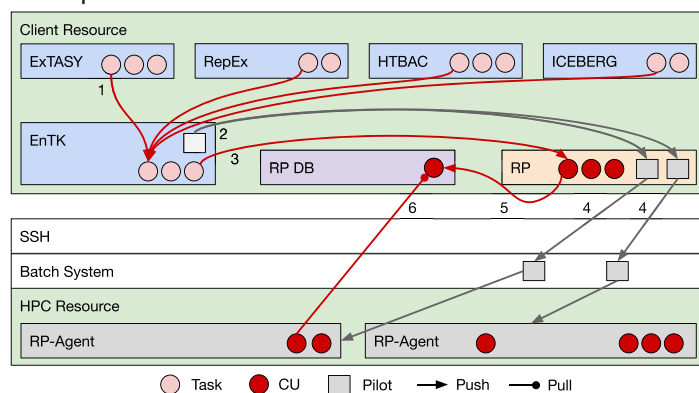 Client Resource
ExTASY RepEx HTBAC ICEBERG
1
EnTK 2
3 RP DB RP
6 5 4 4
SSH
Batch System
HPC Resource
RP-Agent RP-Agent
Task CU Pilot Push Pull